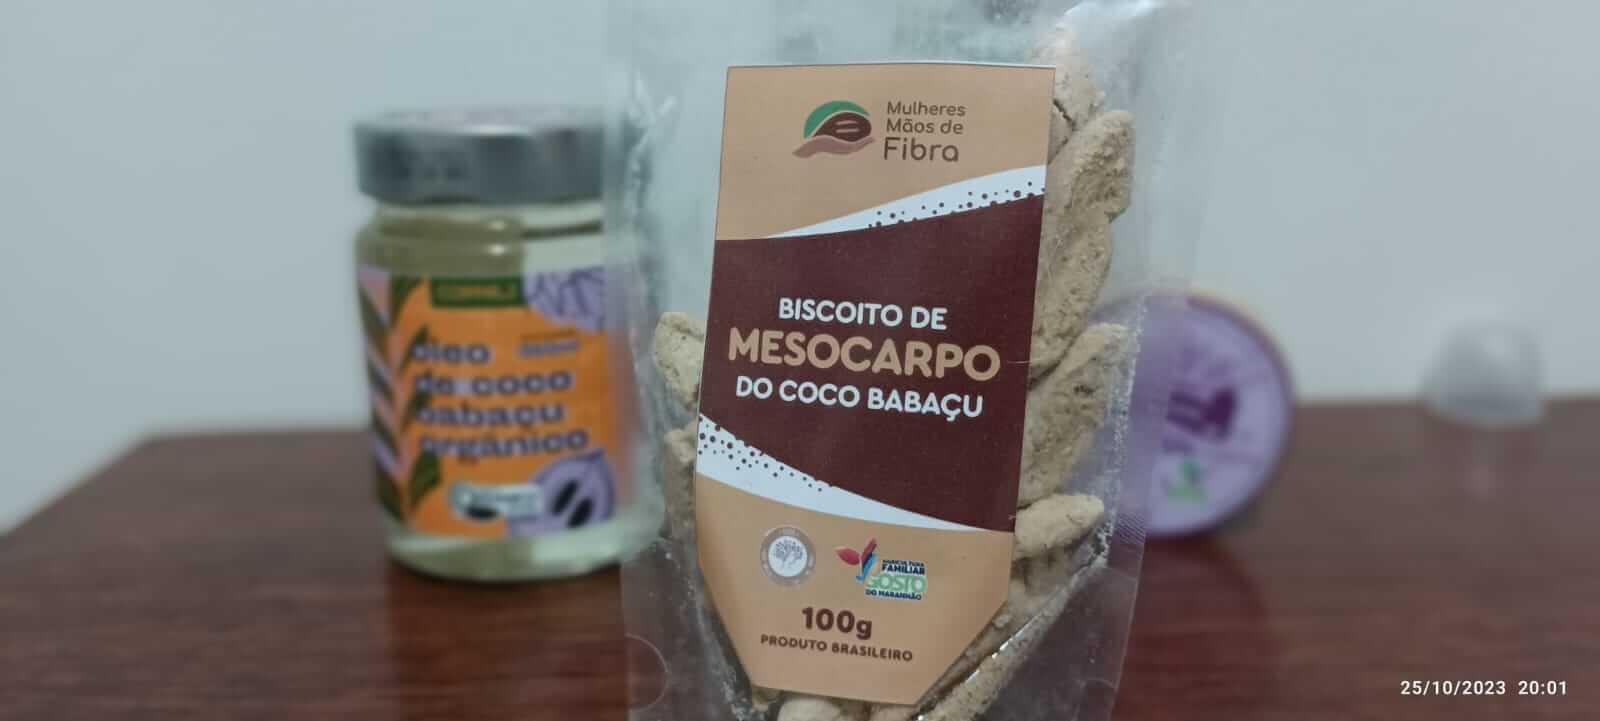 Mulheres
Mãos de
Fibra
BISCOITO DE
MESOCARPO
DO COCO BABAÇU
AGRICULTURA
FAMILIAR
GOSTO
DO MARANHÃO
100g
PRODUTO BRASILEIRO
óleo
de coco
babaçu
orgânico
25/10/2023 20:01